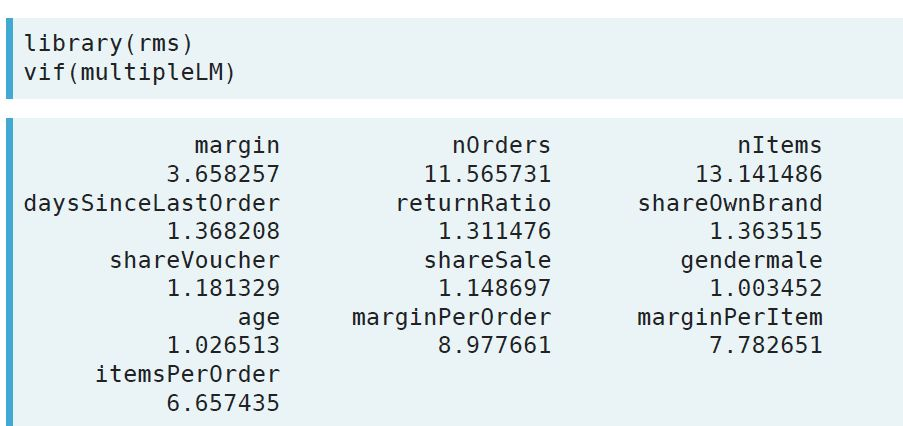 library(rms)
vif(multipleLM)
margin nOrders nItems
3.658257 11.565731 13.141486
daysSinceLastOrder returnRatio shareOwnBrand
1.368208 1.311476 1.363515
shareVoucher shareSale gendermale
1.181329 1.148697 1.003452
age marginPerOrder marginPerItem
1.026513 8.977661 7.782651
itemsPerOrder
6.657435